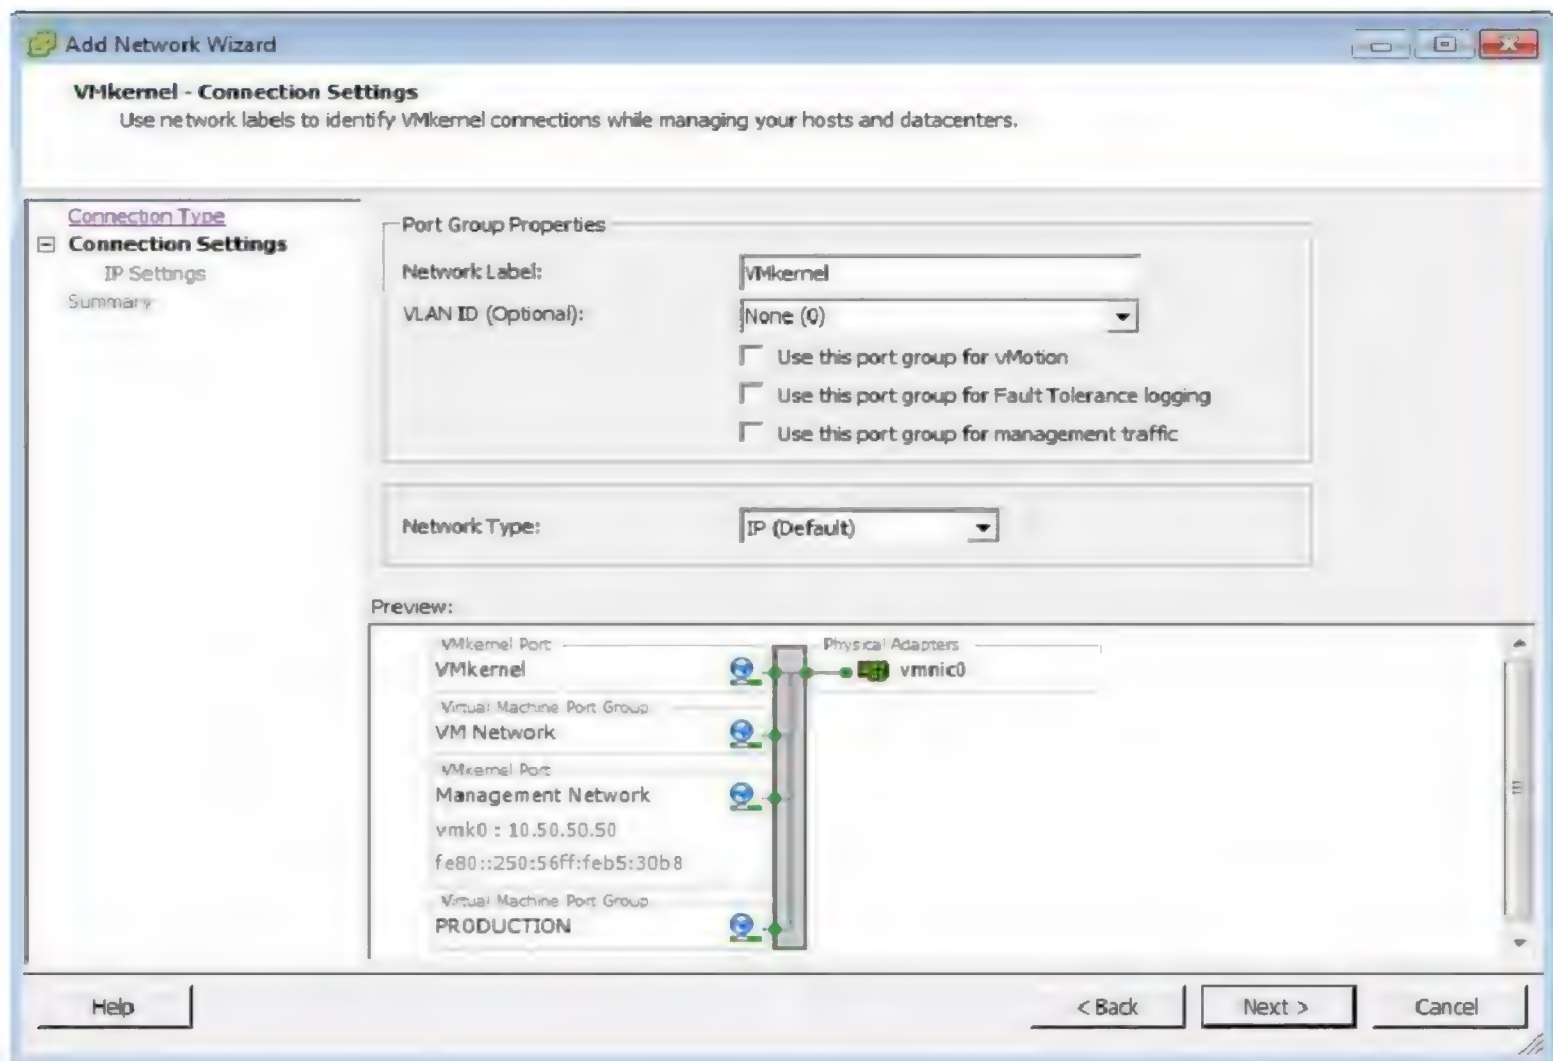 Add Network Wizard
VMkernel - Connection Settings
Use network labels to identify VMkernel connections while managing your hosts and datacenters.
Connection Type
Connection Settings
IP Settings
Summary
Port Group Properties
Network Label:
VMkernel
VLAN ID (Optional):
None (0)
Use this port group for vMotion
Use this port group for Fault Tolerance logging
Use this port group for management traffic
Network Type:
IP (Default)
Preview:
VMkernel Port
VMkernel
Physical Adapters
vmnic0
Virtual Machine Port Group
VM Network
VMkernel Port
Management Network
vmk0 : 10.50.50.50
fe80::250:56ff:feb5:30b8
Virtual Machine Port Group
PRODUCTION
Help
< Back
Next >
Cancel